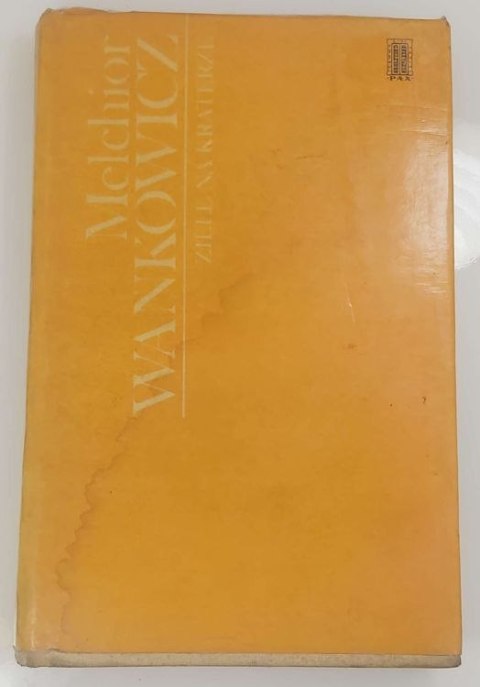 Melchior
WAŃKOWICZ
ZIELE NA KRATERZE
PAX